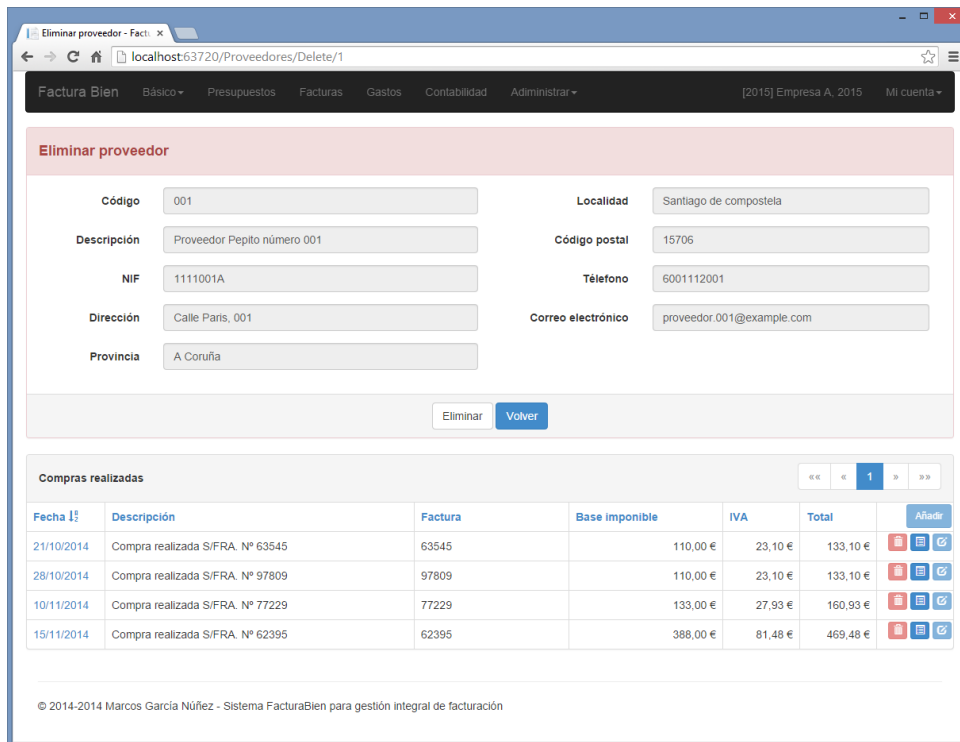 Eliminar proveedor - Factu
localhost:63720/Proveedores/Delete/1
Factura Bien Básico Presupuestos Facturas Gastos Contabilidad Adiministrar [2015] Empresa A, 2015 Mi cuenta
Eliminar proveedor
Código 001 Localidad Santiago de compostela
Descripción Proveedor Pepito número 001 Código postal 15706
NIF 1111001A Télefono 6001112001
Dirección Calle Paris, 001 Correo electrónico proveedor.001@example.com
Provincia A Coruña
Eliminar Volver
Compras realizadas «« « 1 » »»
Fecha Descripción Factura Base imponible IVA Total Añadir
21/10/2014 Compra realizada S/FRA. Nº 63545 63545 110,00 € 23,10 € 133,10 €
28/10/2014 Compra realizada S/FRA. Nº 97809 97809 110,00 € 23,10 € 133,10 €
10/11/2014 Compra realizada S/FRA. Nº 77229 77229 133,00 € 27,93 € 160,93 €
15/11/2014 Compra realizada S/FRA. Nº 62395 62395 388,00 € 81,48 € 469,48 €
© 2014-2014 Marcos García Núñez - Sistema FacturaBien para gestión integral de facturación